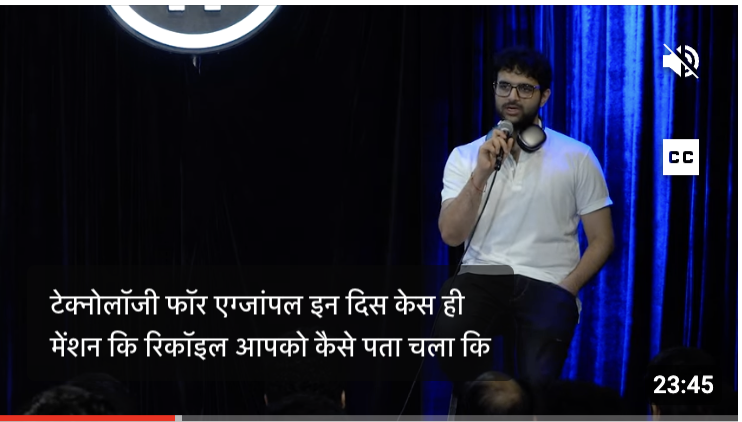 CC
टेक्नोलॉजी फॉर एग्जांपल इन दिस केस ही
मेंशन कि रिकॉइल आपको कैसे पता चला कि
23:45